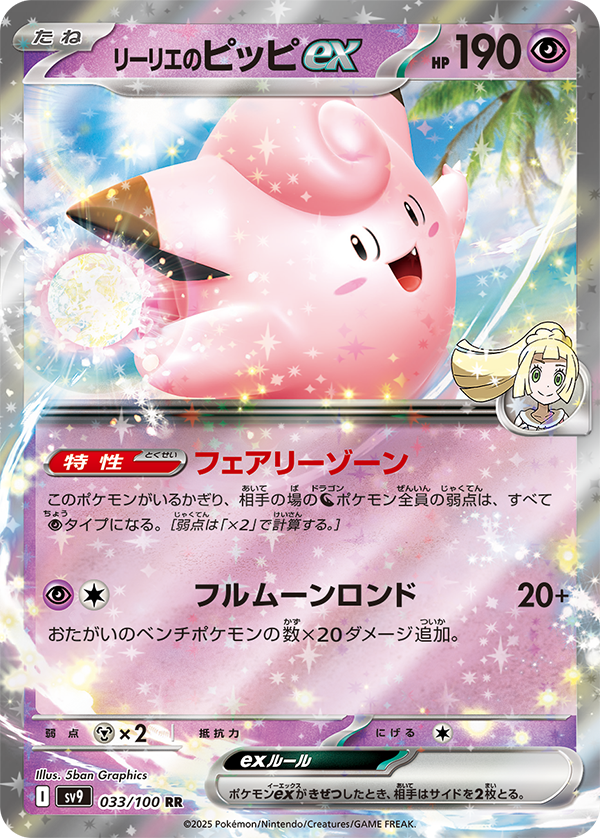 たね
リーリエのピッピex
HP 190
特性 とくせい フェアリーゾーン
このポケモンがいるかぎり、相手の場のポケモン全員の弱点は、すべて
タイプになる。[弱点は「×2」で計算する。]
フルムーンロンド 20+
おたがいのベンチポケモンの数×20ダメージ追加。
弱点 ×2 抵抗力 にげる
exルール
ポケモンexがきぜつしたとき、相手はサイドを2枚とる。
Illus. 5ban Graphics
I sv9 033/100 RR
©2025 Pokémon/Nintendo/Creatures/GAME FREAK.